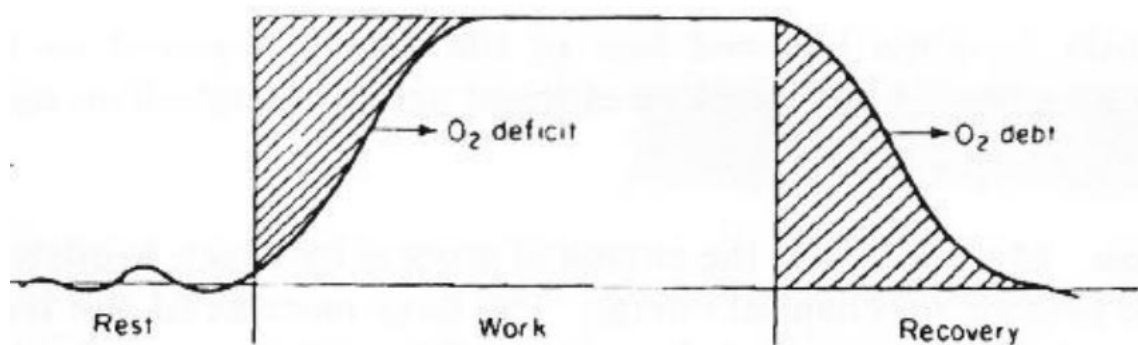 O₂ deficit
O₂ debt
Rest
Work
Recovery